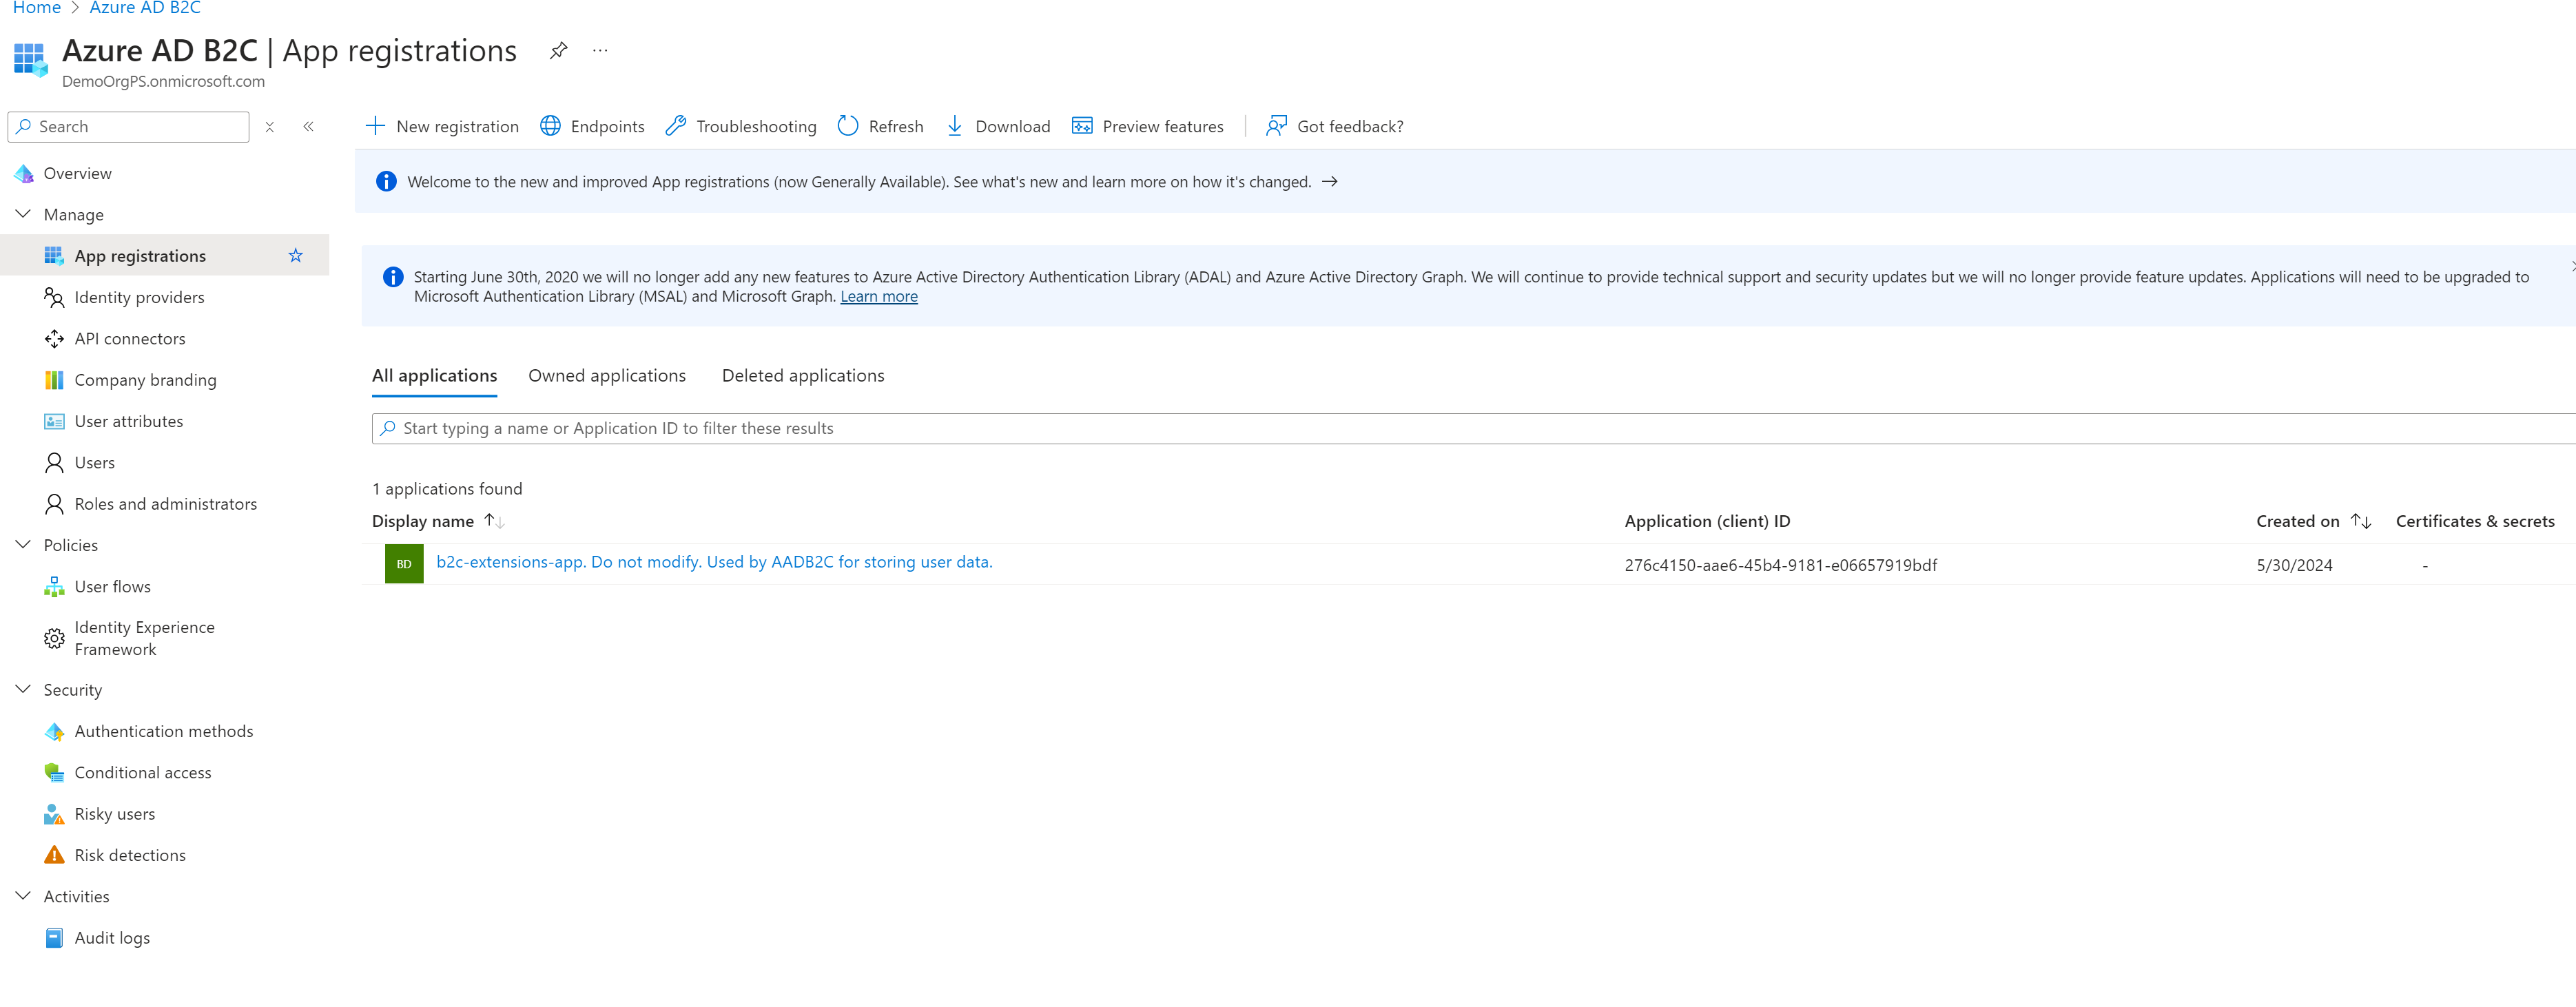 Home > Azure AD B2C
Azure AD B2C | App registrations ...
DemoOrgPS.onmicrosoft.com
Search
Overview
Manage
App registrations
Identity providers
API connectors
Company branding
User attributes
Users
Roles and administrators
Policies
User flows
Identity Experience
Framework
Security
Authentication methods
Conditional access
Risky users
Risk detections
Activities
Audit logs
New registration Endpoints Troubleshooting Refresh Download Preview features Got feedback?
Welcome to the new and improved App registrations (now Generally Available). See what's new and learn more on how it's changed. →
Starting June 30th, 2020 we will no longer add any new features to Azure Active Directory Authentication Library (ADAL) and Azure Active Directory Graph. We will continue to provide technical support and security updates but we will no longer provide feature updates. Applications will need to be upgraded to
Microsoft Authentication Library (MSAL) and Microsoft Graph. Learn more
All applications Owned applications Deleted applications
Start typing a name or Application ID to filter these results
1 applications found
Display name ↑↓ Application (client) ID Created on ↑↓ Certificates & secrets
BD b2c-extensions-app. Do not modify. Used by AADB2C for storing user data. 276c4150-aae6-45b4-9181-e06657919bdf 5/30/2024 -